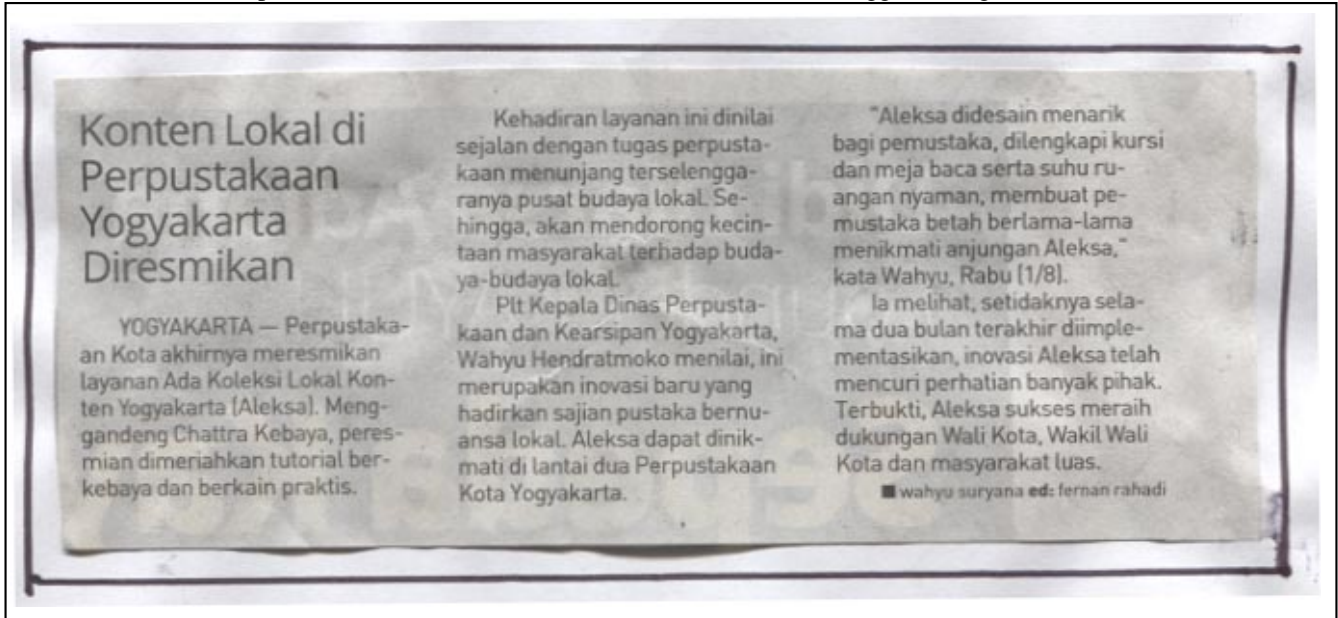 Konten Lokal di
Perpustakaan
Yogyakarta
Diresmikan
YOGYAKARTA — Perpustaka-
an Kota akhirnya meresmikan
layanan Ada Koleksi Lokal Kon-
ten Yogyakarta (Aleksa). Meng-
gandeng Chattra Kebaya, peres-
mian dimeriahkan tutorial ber-
kebaya dan berkain praktis.
Kehadiran layanan ini dinilai
sejalan dengan tugas perpusta-
kaan menunjang terselengga-
ranya pusat budaya lokal. Se-
hingga, akan mendorong kecin-
taan masyarakat terhadap buda-
ya-budaya lokal.
Plt Kepala Dinas Perpusta-
kaan dan Kearsipan Yogyakarta,
Wahyu Hendratmoko menilai, ini
merupakan inovasi baru yang
hadirkan sajian pustaka bernu-
ansa lokal. Aleksa dapat dinik-
mati di lantai dua Perpustakaan
Kota Yogyakarta.
"Aleksa didesain menarik
bagi pemustaka, dilengkapi kursi
dan meja baca serta suhu ru-
angan nyaman, membuat pe-
mustaka betah berlama-lama
menikmati anjungan Aleksa,"
kata Wahyu, Rabu (1/8).
Ia melihat, setidaknya sela-
ma dua bulan terakhir diimple-
mentasikan, inovasi Aleksa telah
mencuri perhatian banyak pihak.
Terbukti, Aleksa sukses meraih
dukungan Wali Kota, Wakil Wali
Kota dan masyarakat luas.
■ wahyu suryana ed: fernan rahadi